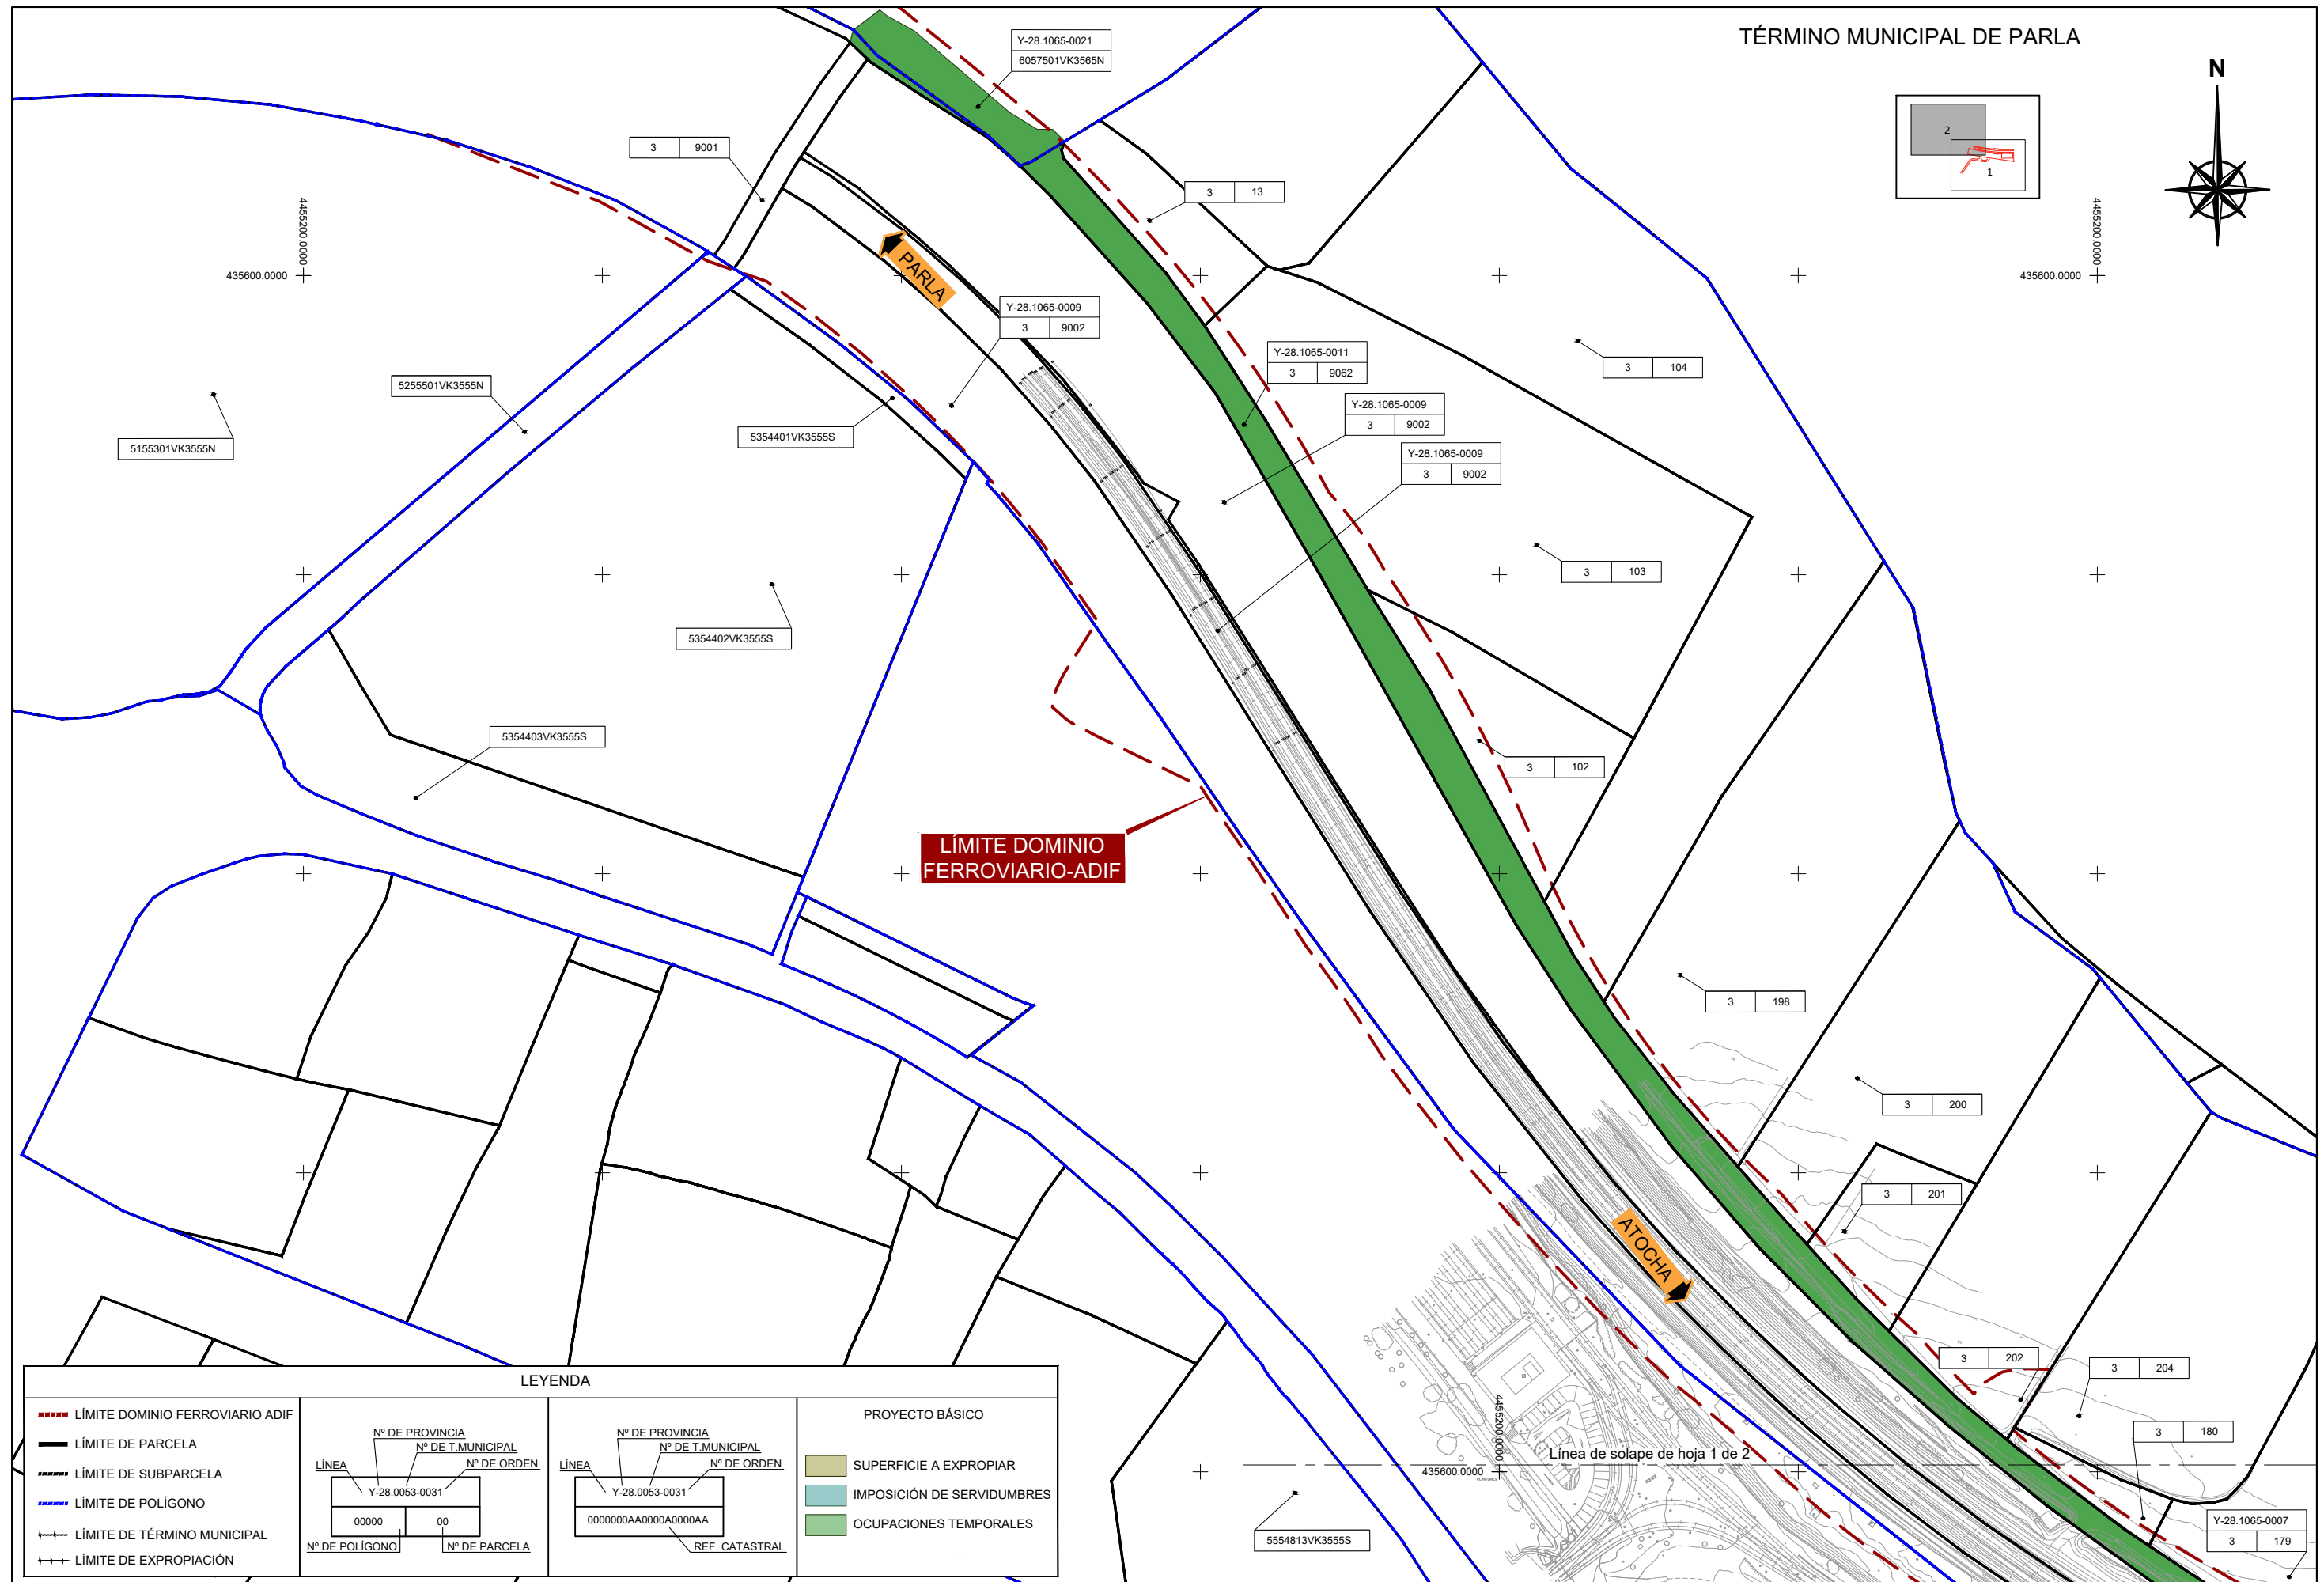 TÉRMINO MUNICIPAL DE PARLA
N
2
1
Y-28.1065-0021
6057501VK3565N
3 9001
3 13
4455200.0000
435600.0000
4455200.0000
435600.0000
PARLA
Y-28.1065-0009
3 9002
Y-28.1065-0011
3 9062
3 104
5255501VK3555N
Y-28.1065-0009
3 9002
5155301VK3555N
5354401VK3555S
Y-28.1065-0009
3 9002
3 103
5354402VK3555S
5354403VK3555S
3 102
LÍMITE DOMINIO
FERROVIARIO-ADIF
3 198
3 200
3 201
ATOCHA
3 202
3 204
3 180
4455200.0000
435600.0000
Línea de solape de hoja 1 de 2
Y-28.1065-0007
3 179
5554813VK3555S
LEYENDA
LÍMITE DOMINIO FERROVIARIO ADIF
LÍMITE DE PARCELA
LÍMITE DE SUBPARCELA
LÍMITE DE POLÍGONO
LÍMITE DE TÉRMINO MUNICIPAL
LÍMITE DE EXPROPIACIÓN
Nº DE PROVINCIA
Nº DE T.MUNICIPAL
LÍNEA
Nº DE ORDEN
Y-28.0053-0031
00000 00
Nº DE POLÍGONO
Nº DE PARCELA
Nº DE PROVINCIA
Nº DE T.MUNICIPAL
LÍNEA
Nº DE ORDEN
Y-28.0053-0031
0000000AA0000A0000AA
REF. CATASTRAL
PROYECTO BÁSICO
SUPERFICIE A EXPROPIAR
IMPOSICIÓN DE SERVIDUMBRES
OCUPACIONES TEMPORALES